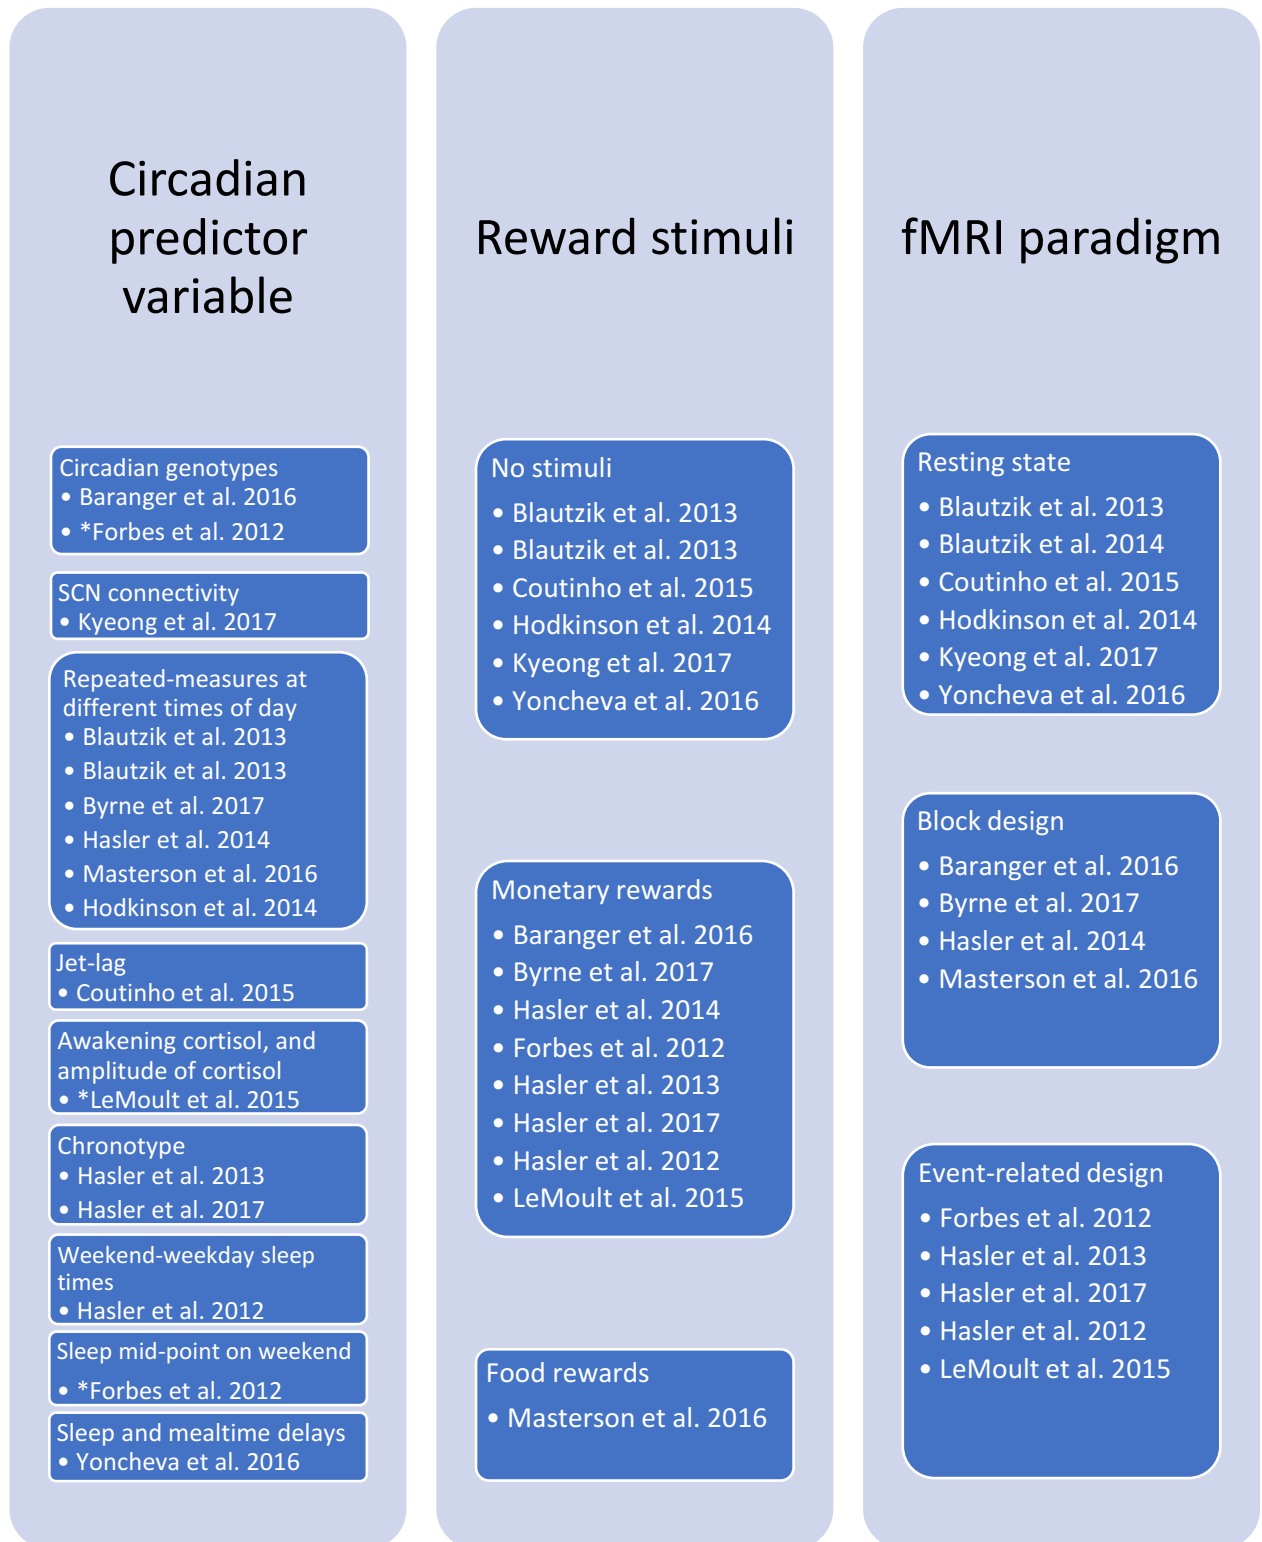 Circadian
predictor
variable
Circadian genotypes
• Baranger et al. 2016
• *Forbes et al. 2012
SCN connectivity
• Kyeong et al. 2017
Repeated-measures at
different times of day
• Blautzik et al. 2013
• Blautzik et al. 2013
• Byrne et al. 2017
• Hasler et al. 2014
• Masterson et al. 2016
• Hodkinson et al. 2014
Jet-lag
• Coutinho et al. 2015
Awakening cortisol, and
amplitude of cortisol
• *LeMoult et al. 2015
Chronotype
• Hasler et al. 2013
• Hasler et al. 2017
Weekend-weekday sleep
times
• Hasler et al. 2012
Sleep mid-point on weekend
• *Forbes et al. 2012
Sleep and mealtime delays
• Yoncheva et al. 2016
Reward stimuli
No stimuli
• Blautzik et al. 2013
• Blautzik et al. 2013
• Coutinho et al. 2015
• Hodkinson et al. 2014
• Kyeong et al. 2017
• Yoncheva et al. 2016
Monetary rewards
• Baranger et al. 2016
• Byrne et al. 2017
• Hasler et al. 2014
• Forbes et al. 2012
• Hasler et al. 2013
• Hasler et al. 2017
• Hasler et al. 2012
• LeMoult et al. 2015
Food rewards
• Masterson et al. 2016
fMRI paradigm
Resting state
• Blautzik et al. 2013
• Blautzik et al. 2014
• Coutinho et al. 2015
• Hodkinson et al. 2014
• Kyeong et al. 2017
• Yoncheva et al. 2016
Block design
• Baranger et al. 2016
• Byrne et al. 2017
• Hasler et al. 2014
• Masterson et al. 2016
Event-related design
• Forbes et al. 2012
• Hasler et al. 2013
• Hasler et al. 2017
• Hasler et al. 2012
• LeMoult et al. 2015